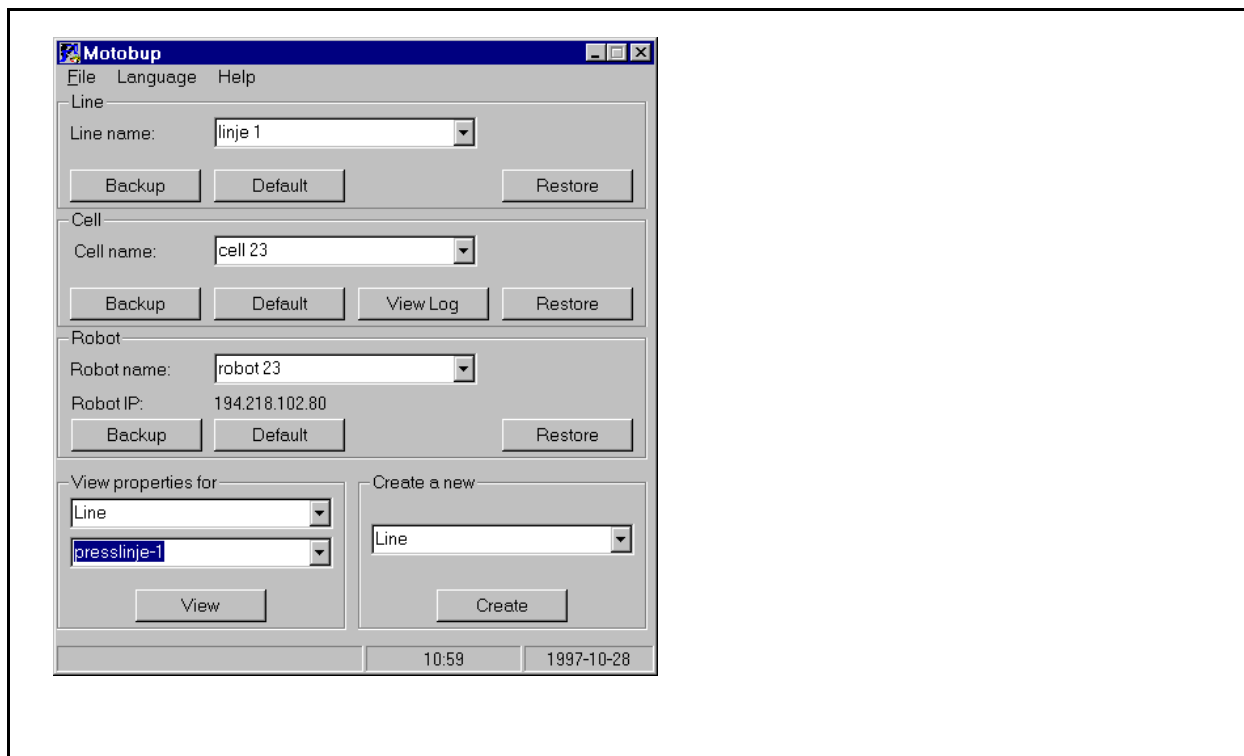 Motobup
File Language Help
Line
Line name: linje 1
Backup Default Restore
Cell
Cell name: cell 23
Backup Default View Log Restore
Robot
Robot name: robot 23
Robot IP: 194.218.102.80
Backup Default Restore
View properties for
Line
presslinje-1
View
Create a new
Line
Create
10:59 1997-10-28